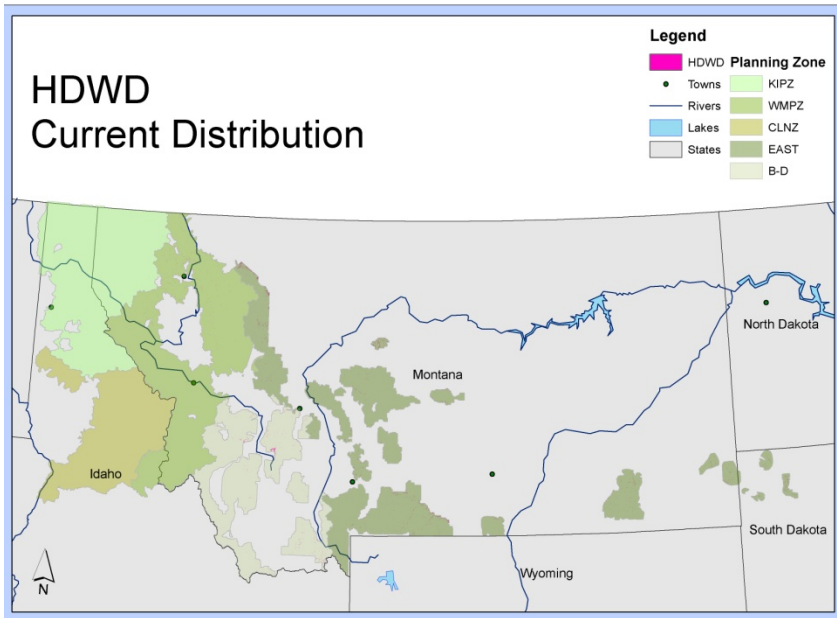 HDWD
Current Distribution
Legend
HDWD
Towns
Rivers
Lakes
States
Planning Zone
KIPZ
WMPZ
CLNZ
EAST
B-D
North Dakota
Montana
Idaho
South Dakota
Wyoming
N